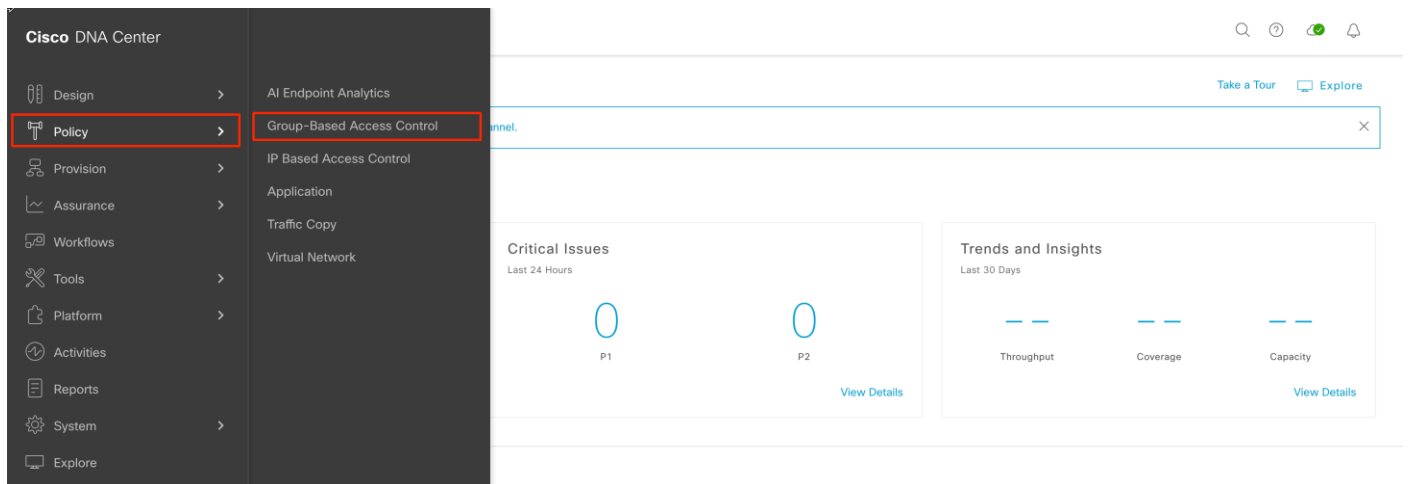 Cisco DNA Center
Design
Policy
Provision
Assurance
Workflows
Tools
Platform
Activities
Reports
System
Explore
AI Endpoint Analytics
Group-Based Access Control
IP Based Access Control
Application
Traffic Copy
Virtual Network
Take a Tour
Explore
annel.
Critical Issues
Last 24 Hours
0
0
P1
P2
View Details
Trends and Insights
Last 30 Days
-- -- --
Throughput
Coverage
Capacity
View Details